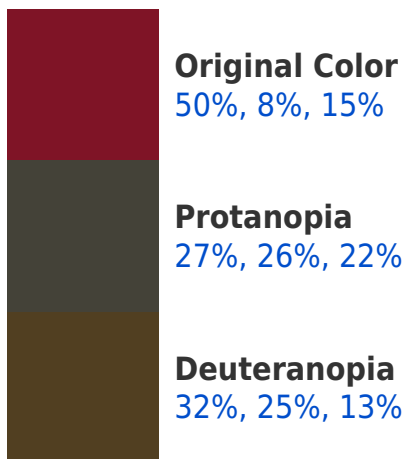 Original Color
50%, 8%, 15%
Protanopia
27%, 26%, 22%
Deuteranopia
32%, 25%, 13%